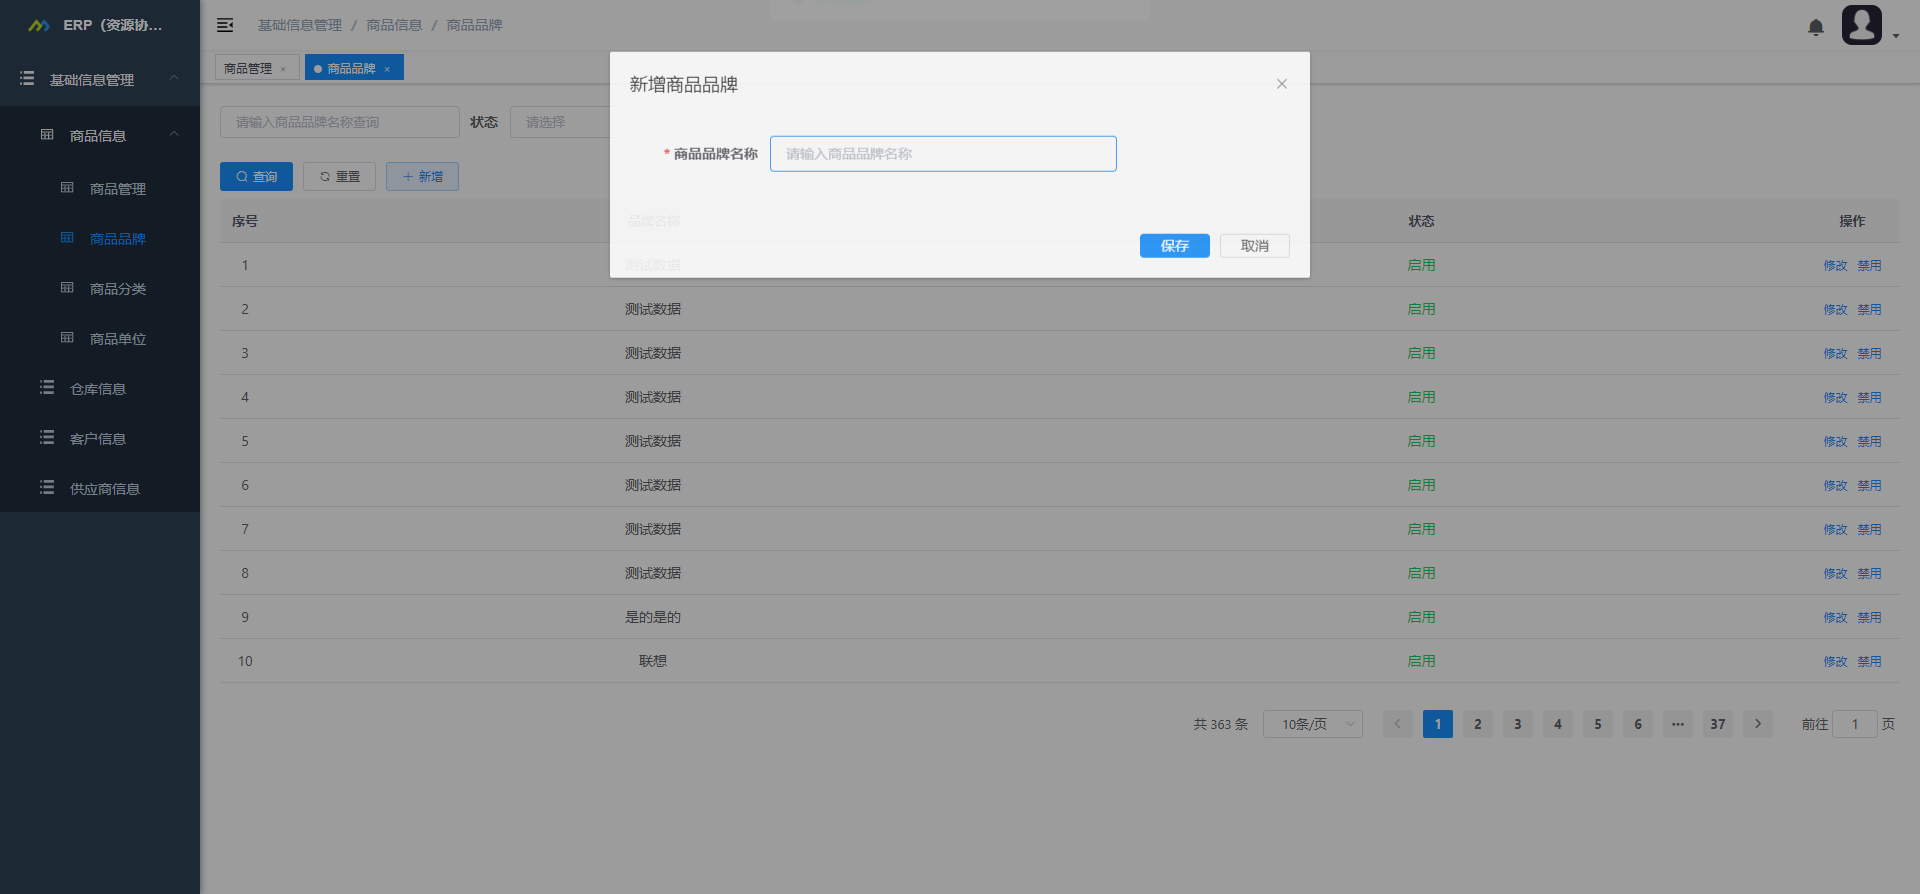 ERP（资源协...
基础信息管理
商品信息
商品管理
商品品牌
商品分类
商品单位
仓库信息
客户信息
供应商信息
基础信息管理 / 商品信息 / 商品品牌
商品管理 ×
商品品牌 ×
请输入商品品牌名称查询 状态 请选择
查询 重置 + 新增
新增商品品牌
* 商品品牌名称 请输入商品品牌名称
保存 取消
序号 品牌名称 状态 操作
1 测试数据 启用 修改 禁用
2 测试数据 启用 修改 禁用
3 测试数据 启用 修改 禁用
4 测试数据 启用 修改 禁用
5 测试数据 启用 修改 禁用
6 测试数据 启用 修改 禁用
7 测试数据 启用 修改 禁用
8 测试数据 启用 修改 禁用
9 是的是的 启用 修改 禁用
10 联想 启用 修改 禁用
共 363 条 10条/页 < 1 2 3 4 5 6 ··· 37 > 前往 1 页